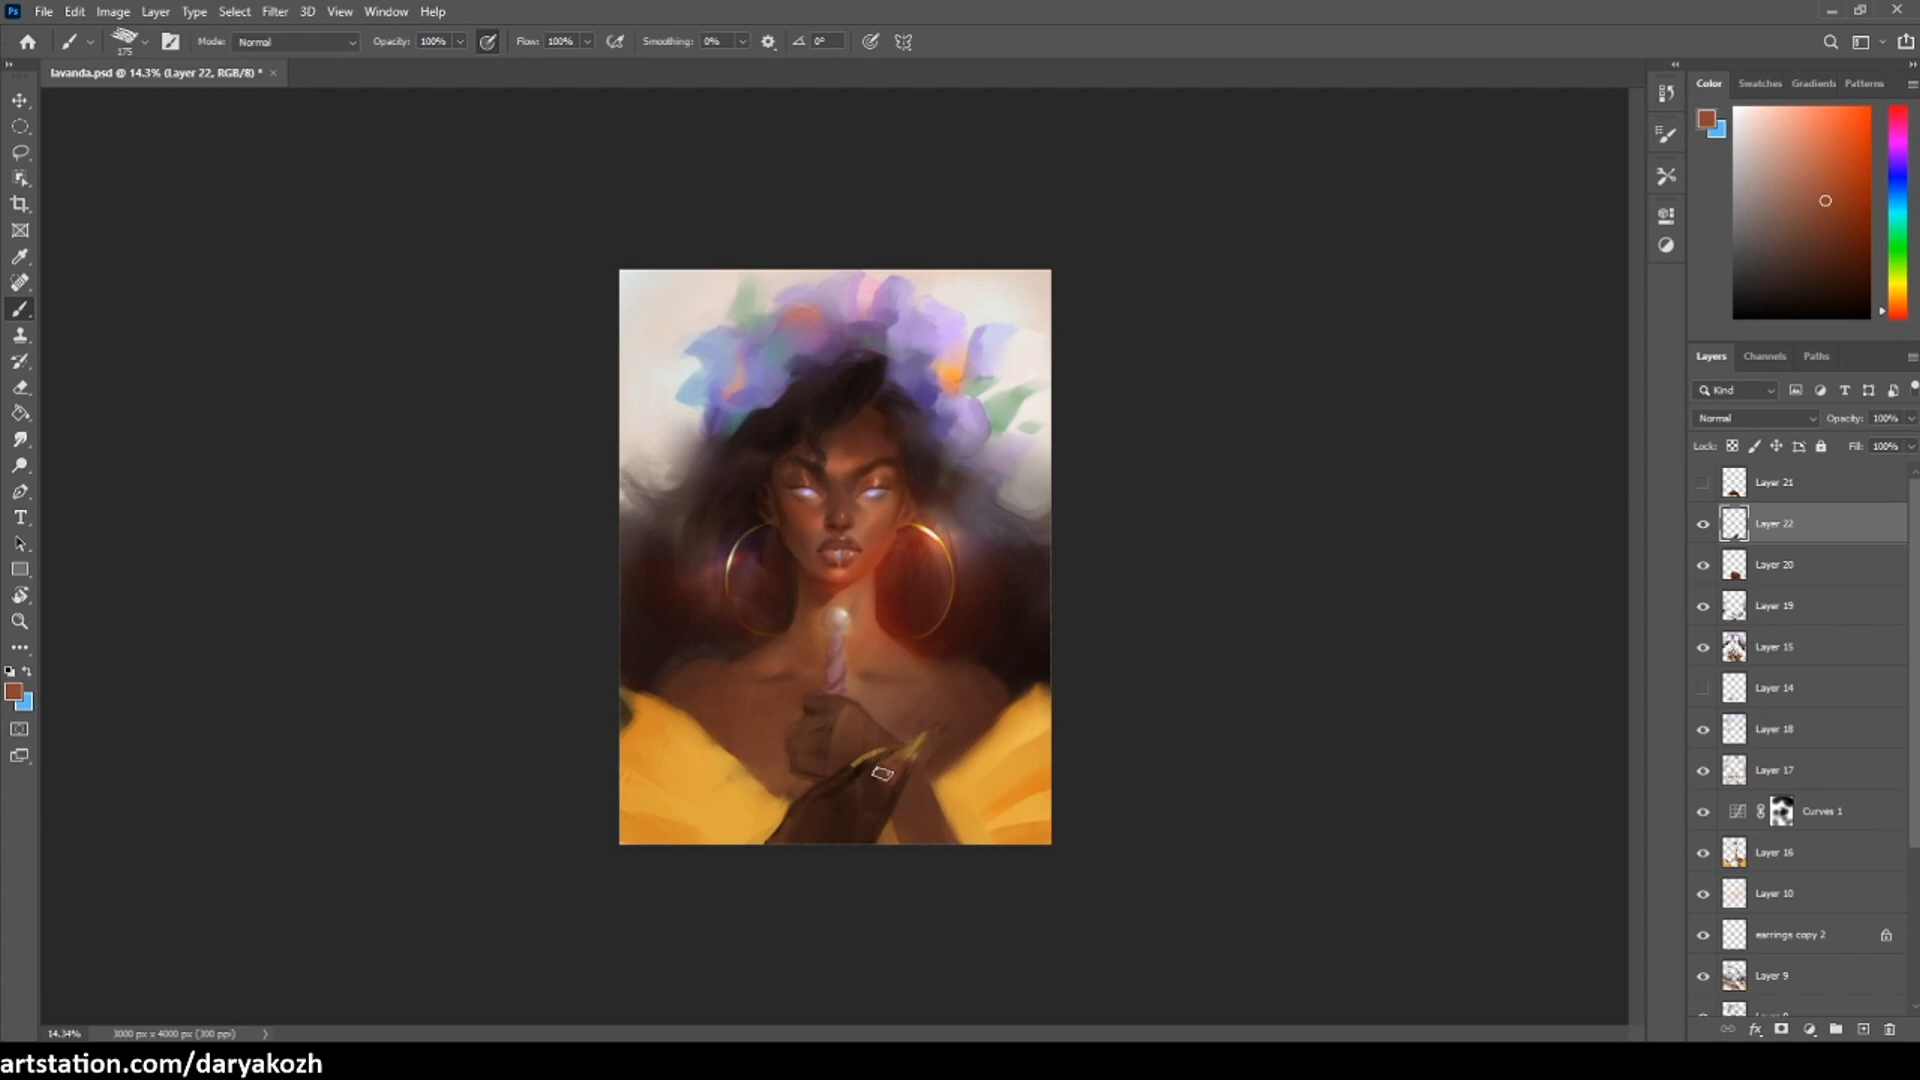 Ps File Edit Image Layer Type Select Filter 3D View Window Help
175 Mode: Normal Opacity: 100% Flow: 100% Smoothing: 0% 0°
lavanda.psd @ 14.3% (Layer 22, RGB/8) *
Color Swatches Gradients Patterns
Layers Channels Paths
Kind
Normal Opacity: 100%
Lock: Fill: 100%
Layer 21
Layer 22
Layer 20
Layer 19
Layer 15
Layer 14
Layer 18
Layer 17
Curves 1
Layer 16
Layer 10
earrings copy 2
Layer 9
14.34% 3000 px x 4000 px (300 ppi)
artstation.com/daryakozh